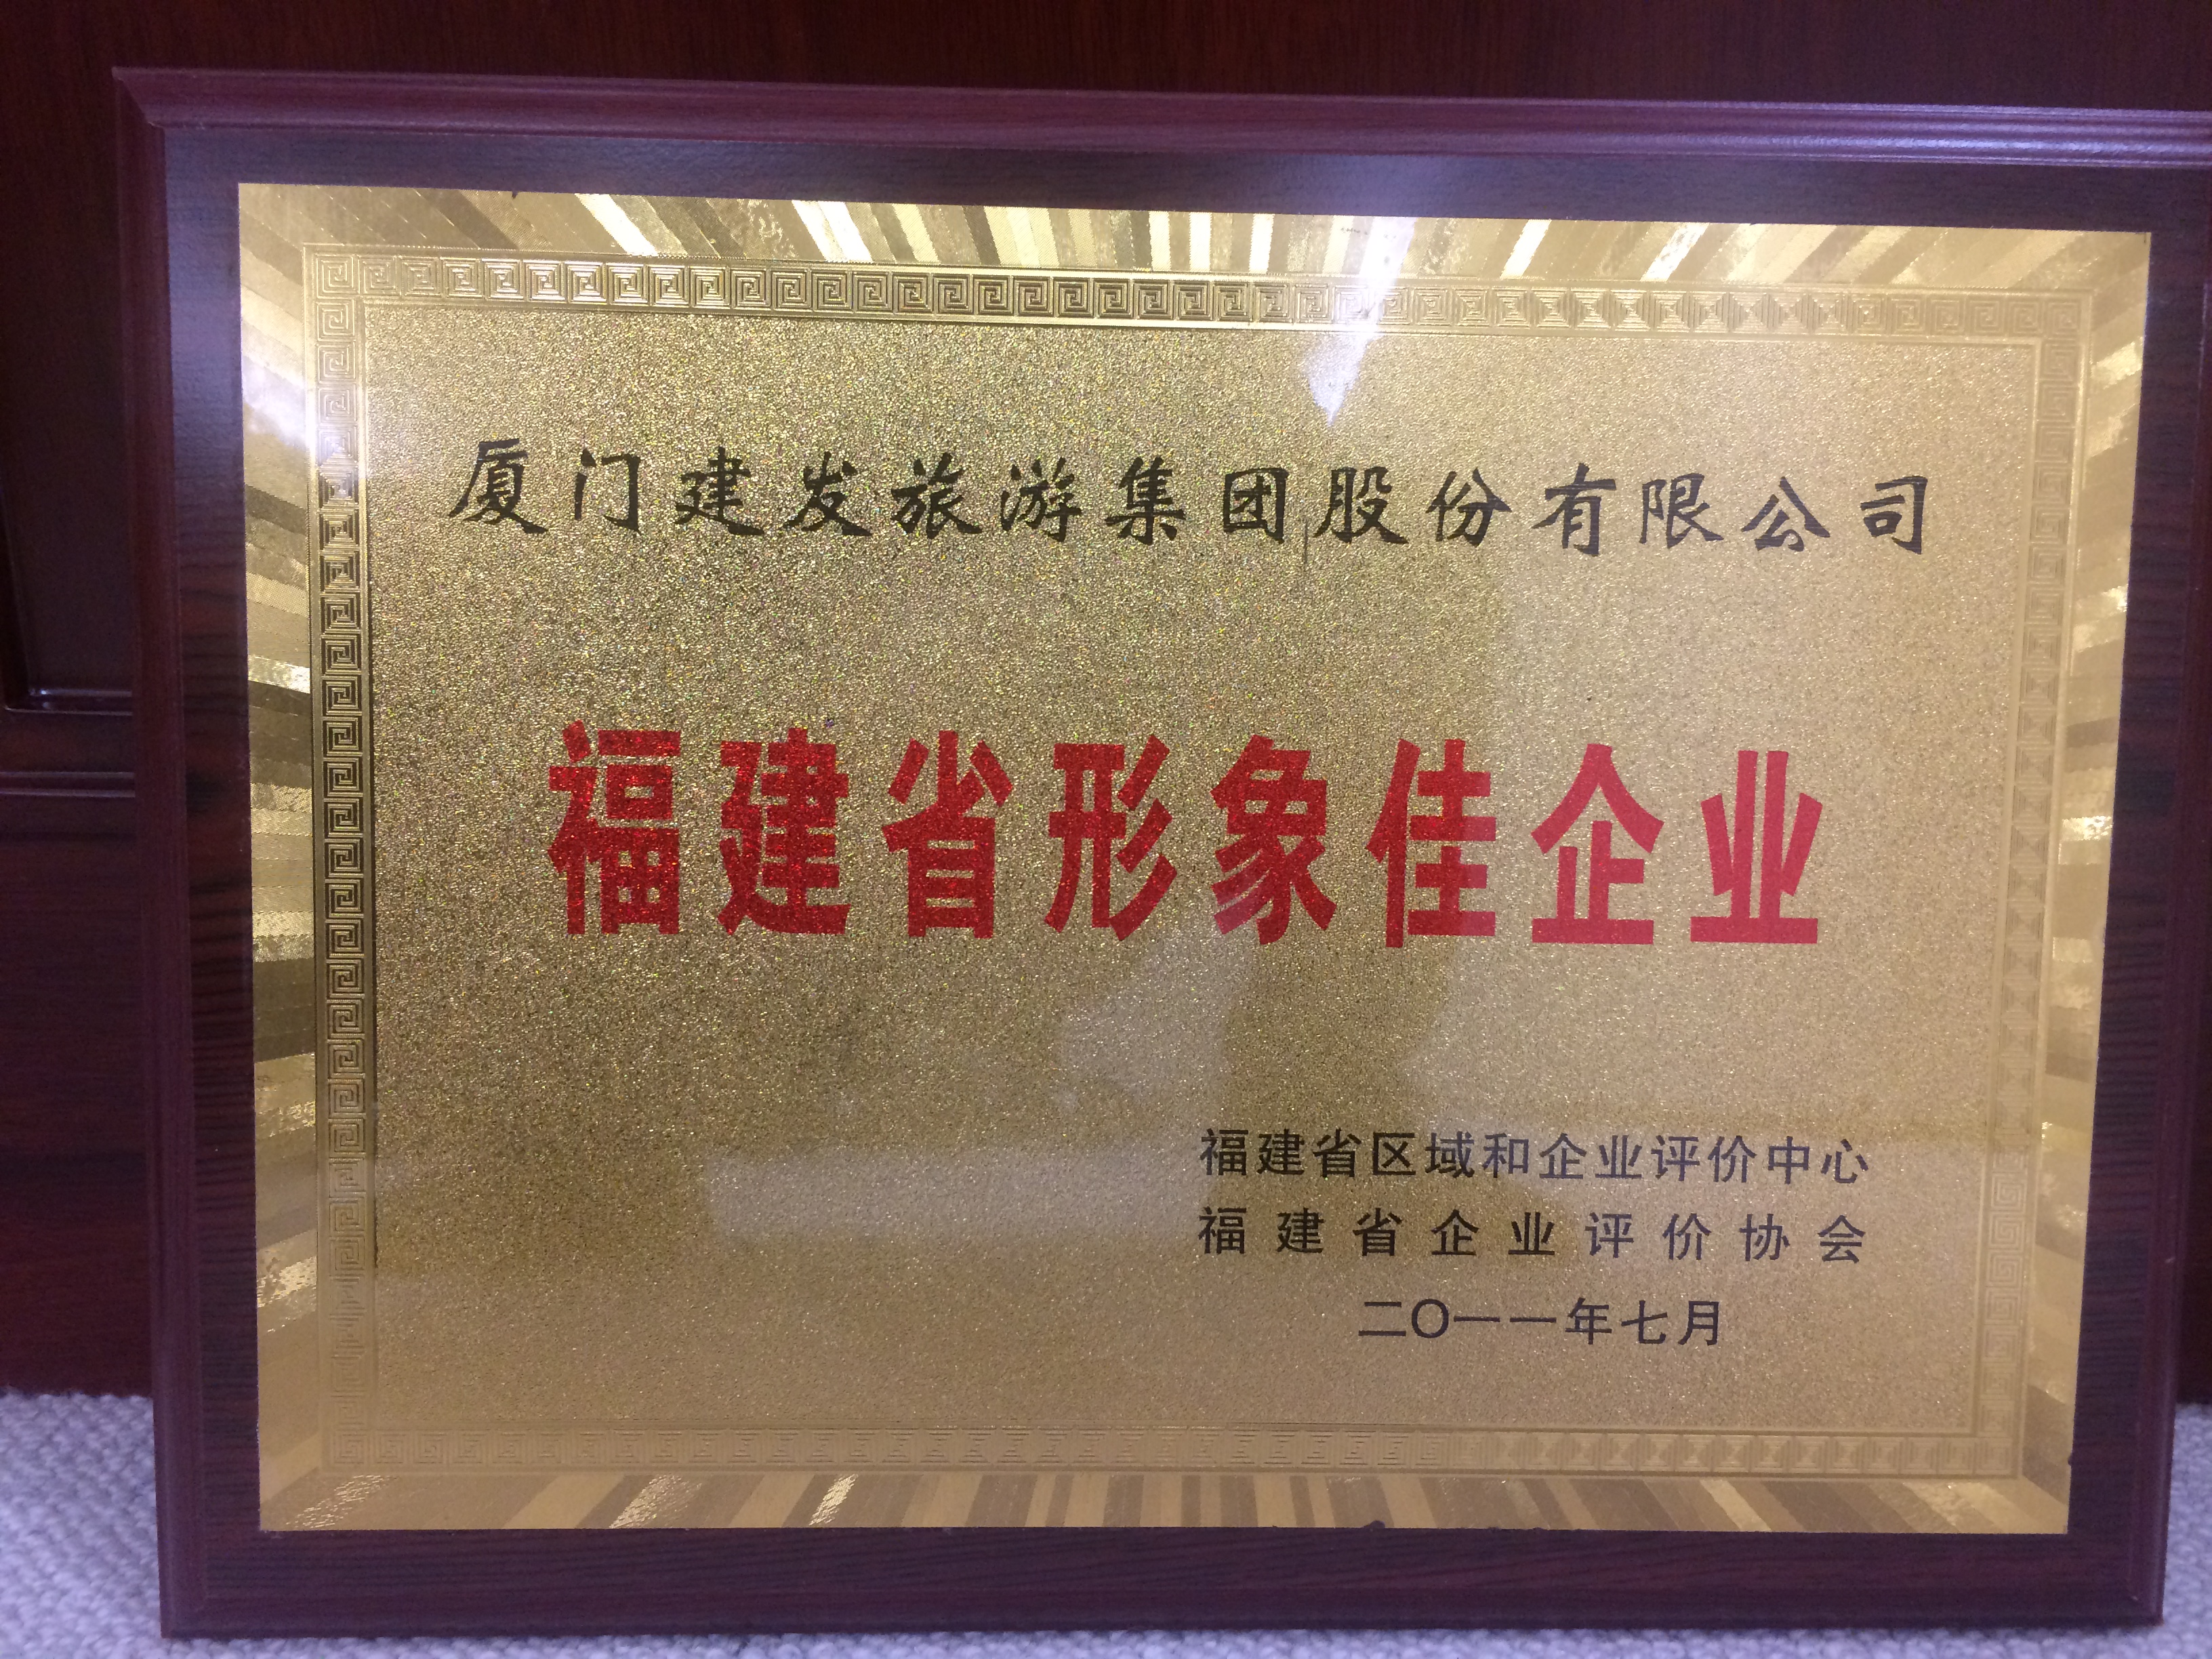 厦门建发旅游集团股份有限公司
福建省形象佳企业
福建省区域和企业评价中心
福建省企业评价协会
二〇一一年七月